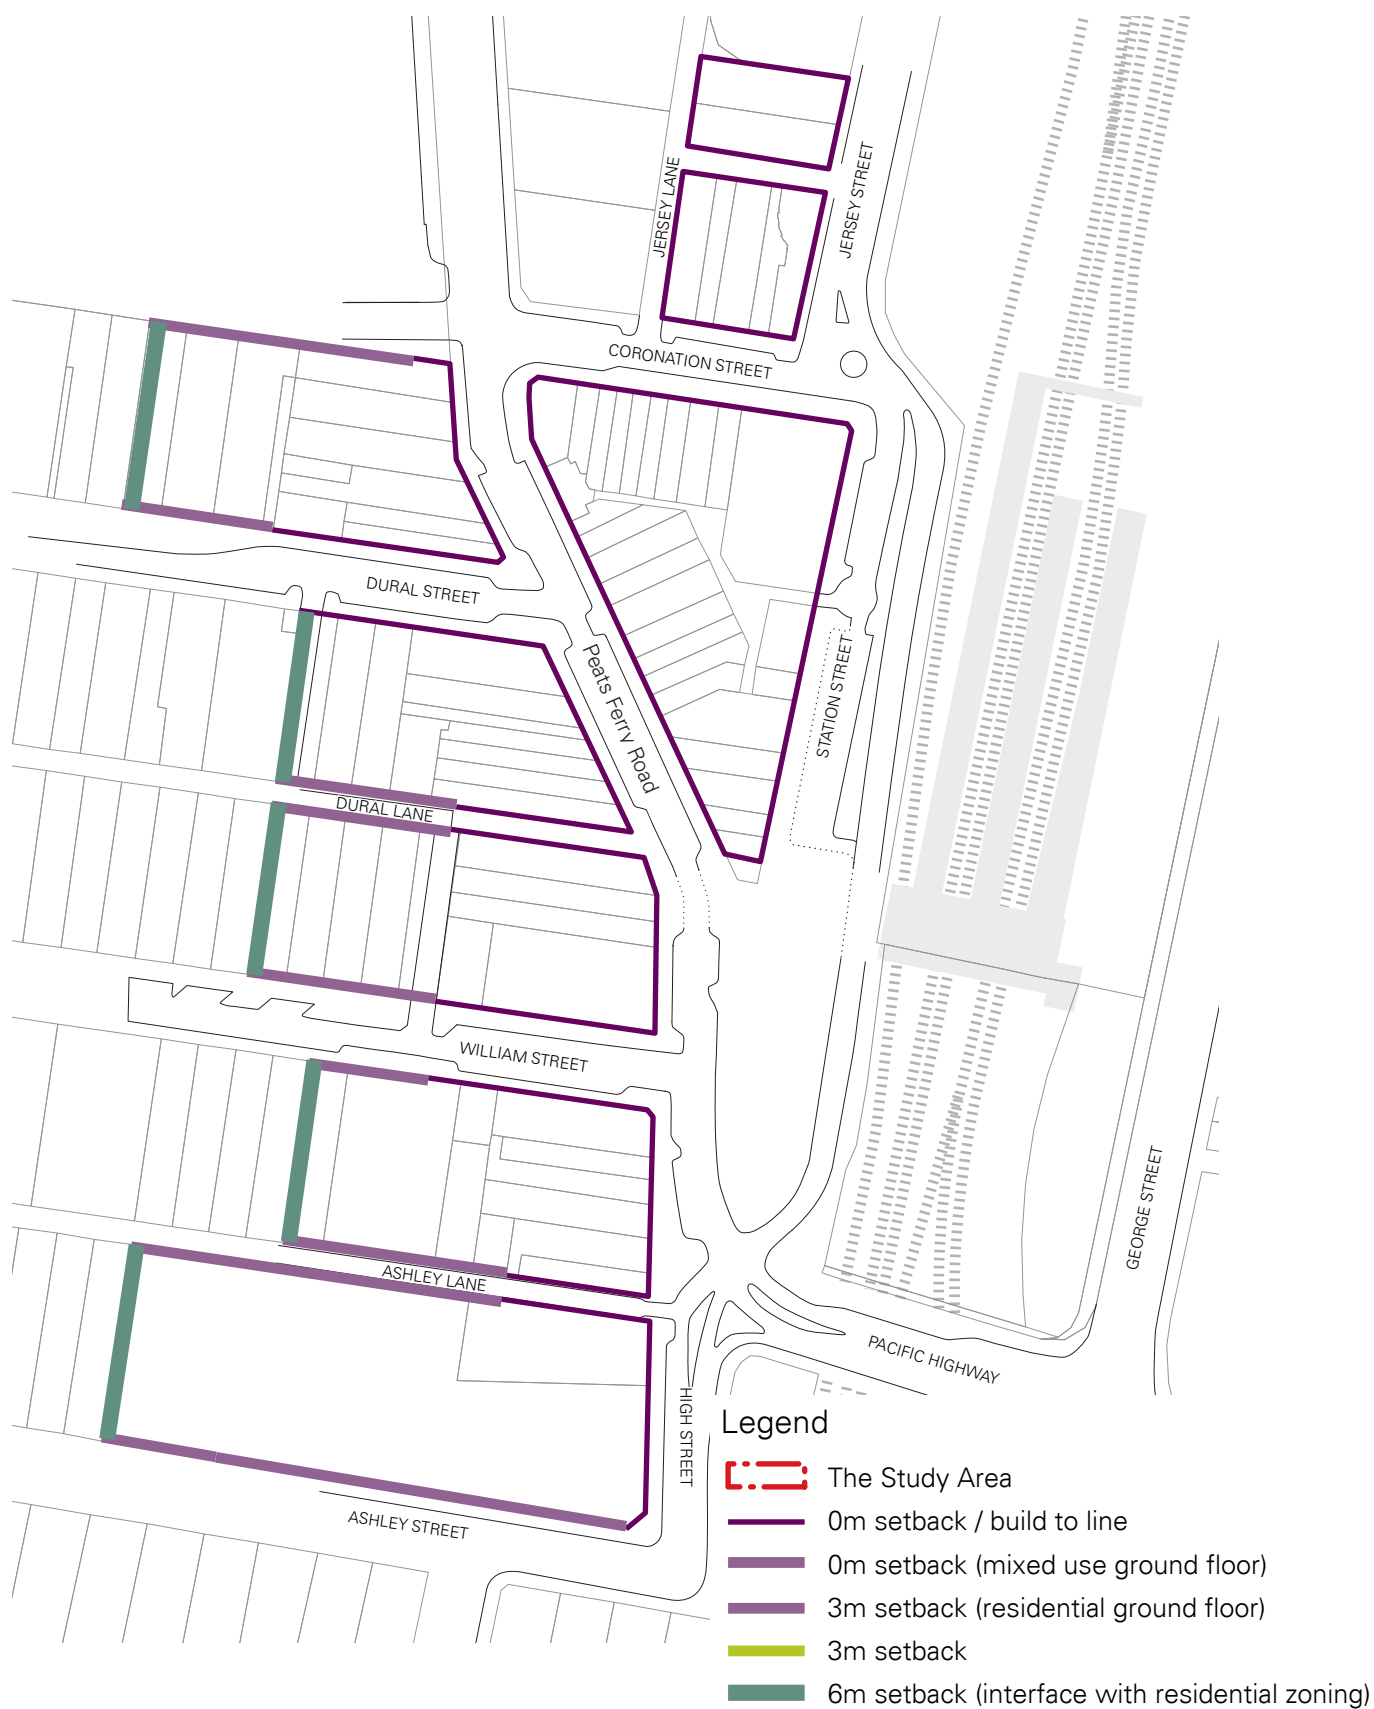 JERSEY LANE
JERSEY STREET
CORONATION STREET
DURAL STREET
Peats Ferry Road
STATION STREET
DURAL LANE
WILLIAM STREET
GEORGE STREET
ASHLEY LANE
PACIFIC HIGHWAY
HIGH STREET
ASHLEY STREET
Legend
The Study Area
0m setback / build to line
0m setback (mixed use ground floor)
3m setback (residential ground floor)
3m setback
6m setback (interface with residential zoning)